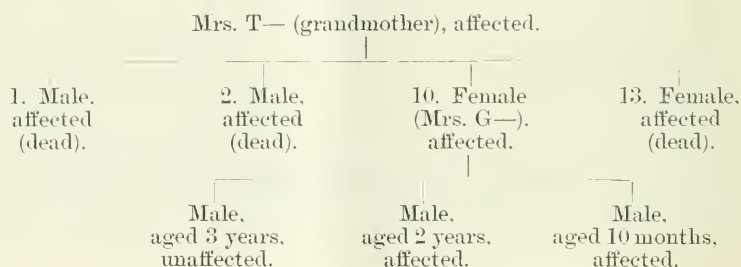 Mrs. T— (grandmother), affected.
1. Male. 2. Male, 10. Female 13. Female,
affected affected (Mrs. G—). affected
(dead). (dead). affected. (dead).
Male, Male, Male,
aged 3 years, aged 2 years, aged 10 months,
unaffected. affected. affected.